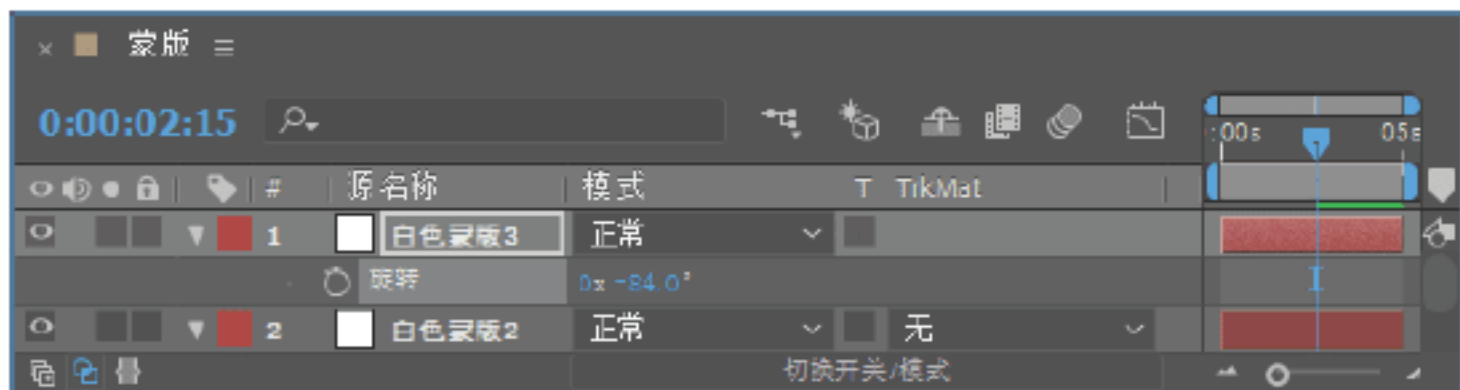 蒙版
0:00:02:15
:00s 05s
# 源名称 模式 T TrkMat
1 白色蒙版3 正常
旋转 0x -84.0°
2 白色蒙版2 正常 无
切换开关/模式